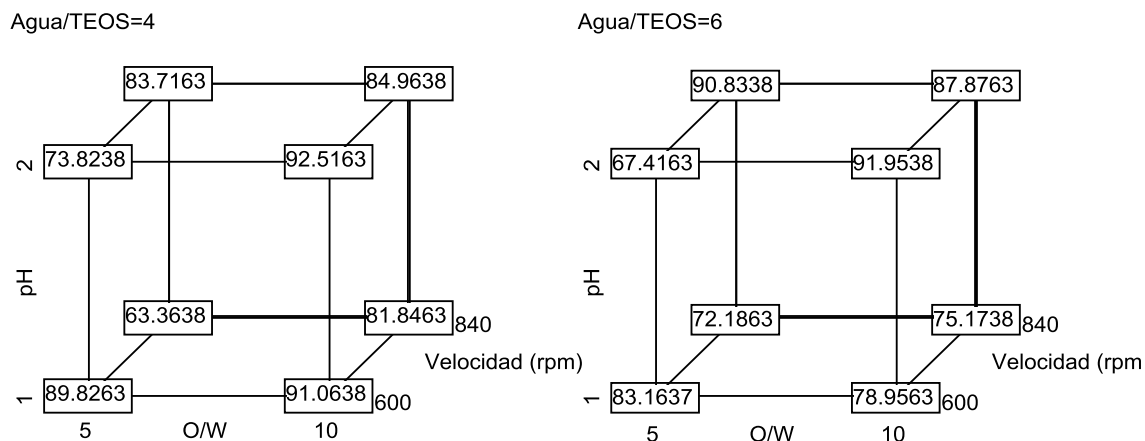 Agua/TEOS=4
Agua/TEOS=6
83.7163 84.9638
90.8338 87.8763
2 73.8238 92.5163
2 67.4163 91.9538
pH
pH
63.3638 81.8463 840
72.1863 75.1738 840
Velocidad (rpm)
Velocidad (rpm
1 89.8263 91.0638 600
1 83.1637 78.9563 600
5 O/W 10
5 O/W 10